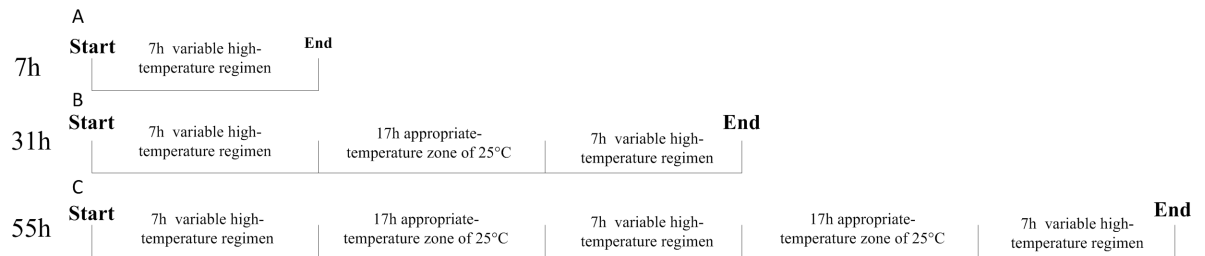 A
Start
7h variable high-
temperature regimen
End
7h
B
Start
7h variable high-
temperature regimen
17h appropriate-
temperature zone of 25°C
7h variable high-
temperature regimen
End
31h
C
Start
7h variable high-
temperature regimen
17h appropriate-
temperature zone of 25°C
7h variable high-
temperature regimen
17h appropriate-
temperature zone of 25°C
7h variable high-
temperature regimen
End
55h